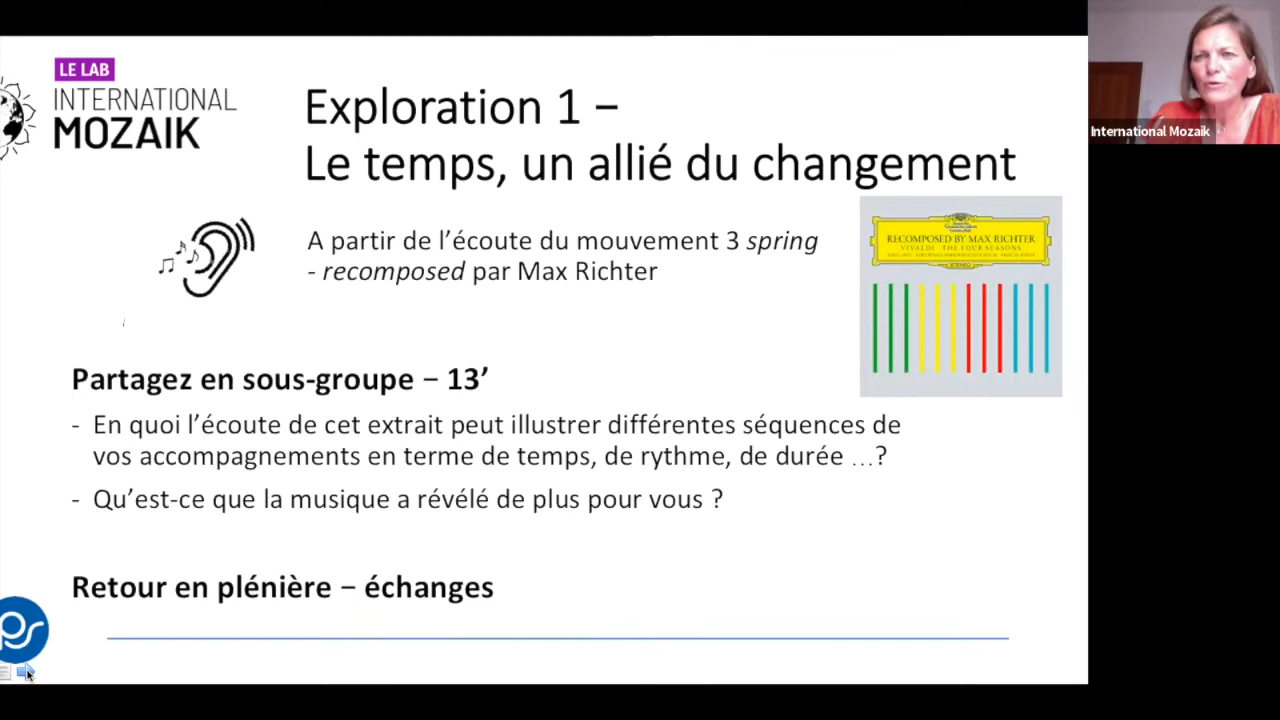 LE LAB
INTERNATIONAL
MOZAIK
Exploration 1 –
Le temps, un allié du changement
A partir de l’écoute du mouvement 3 spring
- recomposed par Max Richter
RECOMPOSED BY MAX RICHTER
VIVALDI · THE FOUR SEASONS
STEREO
Partagez en sous-groupe – 13’
- En quoi l’écoute de cet extrait peut illustrer différentes séquences de
vos accompagnements en terme de temps, de rythme, de durée …?
- Qu’est-ce que la musique a révélé de plus pour vous ?
Retour en plénière – échanges
ps
International Mozaik